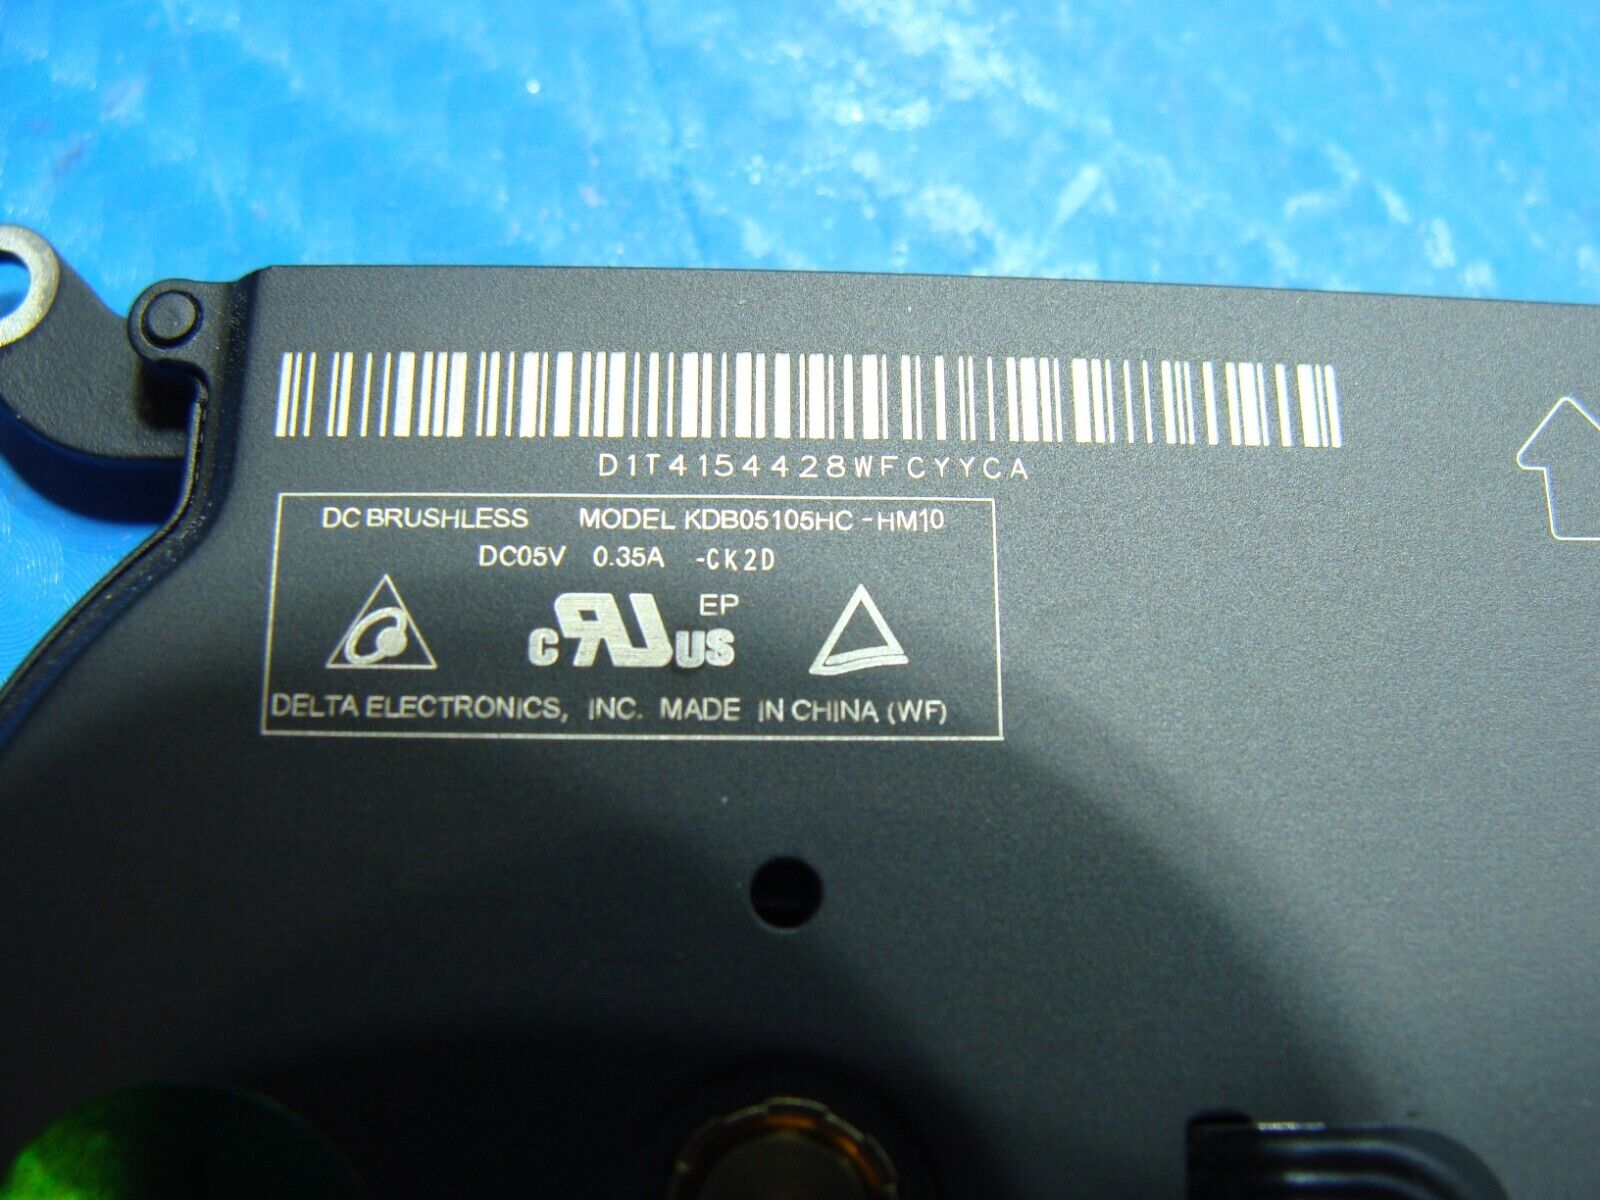 D1T4154428WFCYYCA
DC BRUSHLESS MODEL KDB05105HC-HM10
DC05V 0.35A -CK2D
EP
c RU US
DELTA ELECTRONICS, INC. MADE IN CHINA (WF)